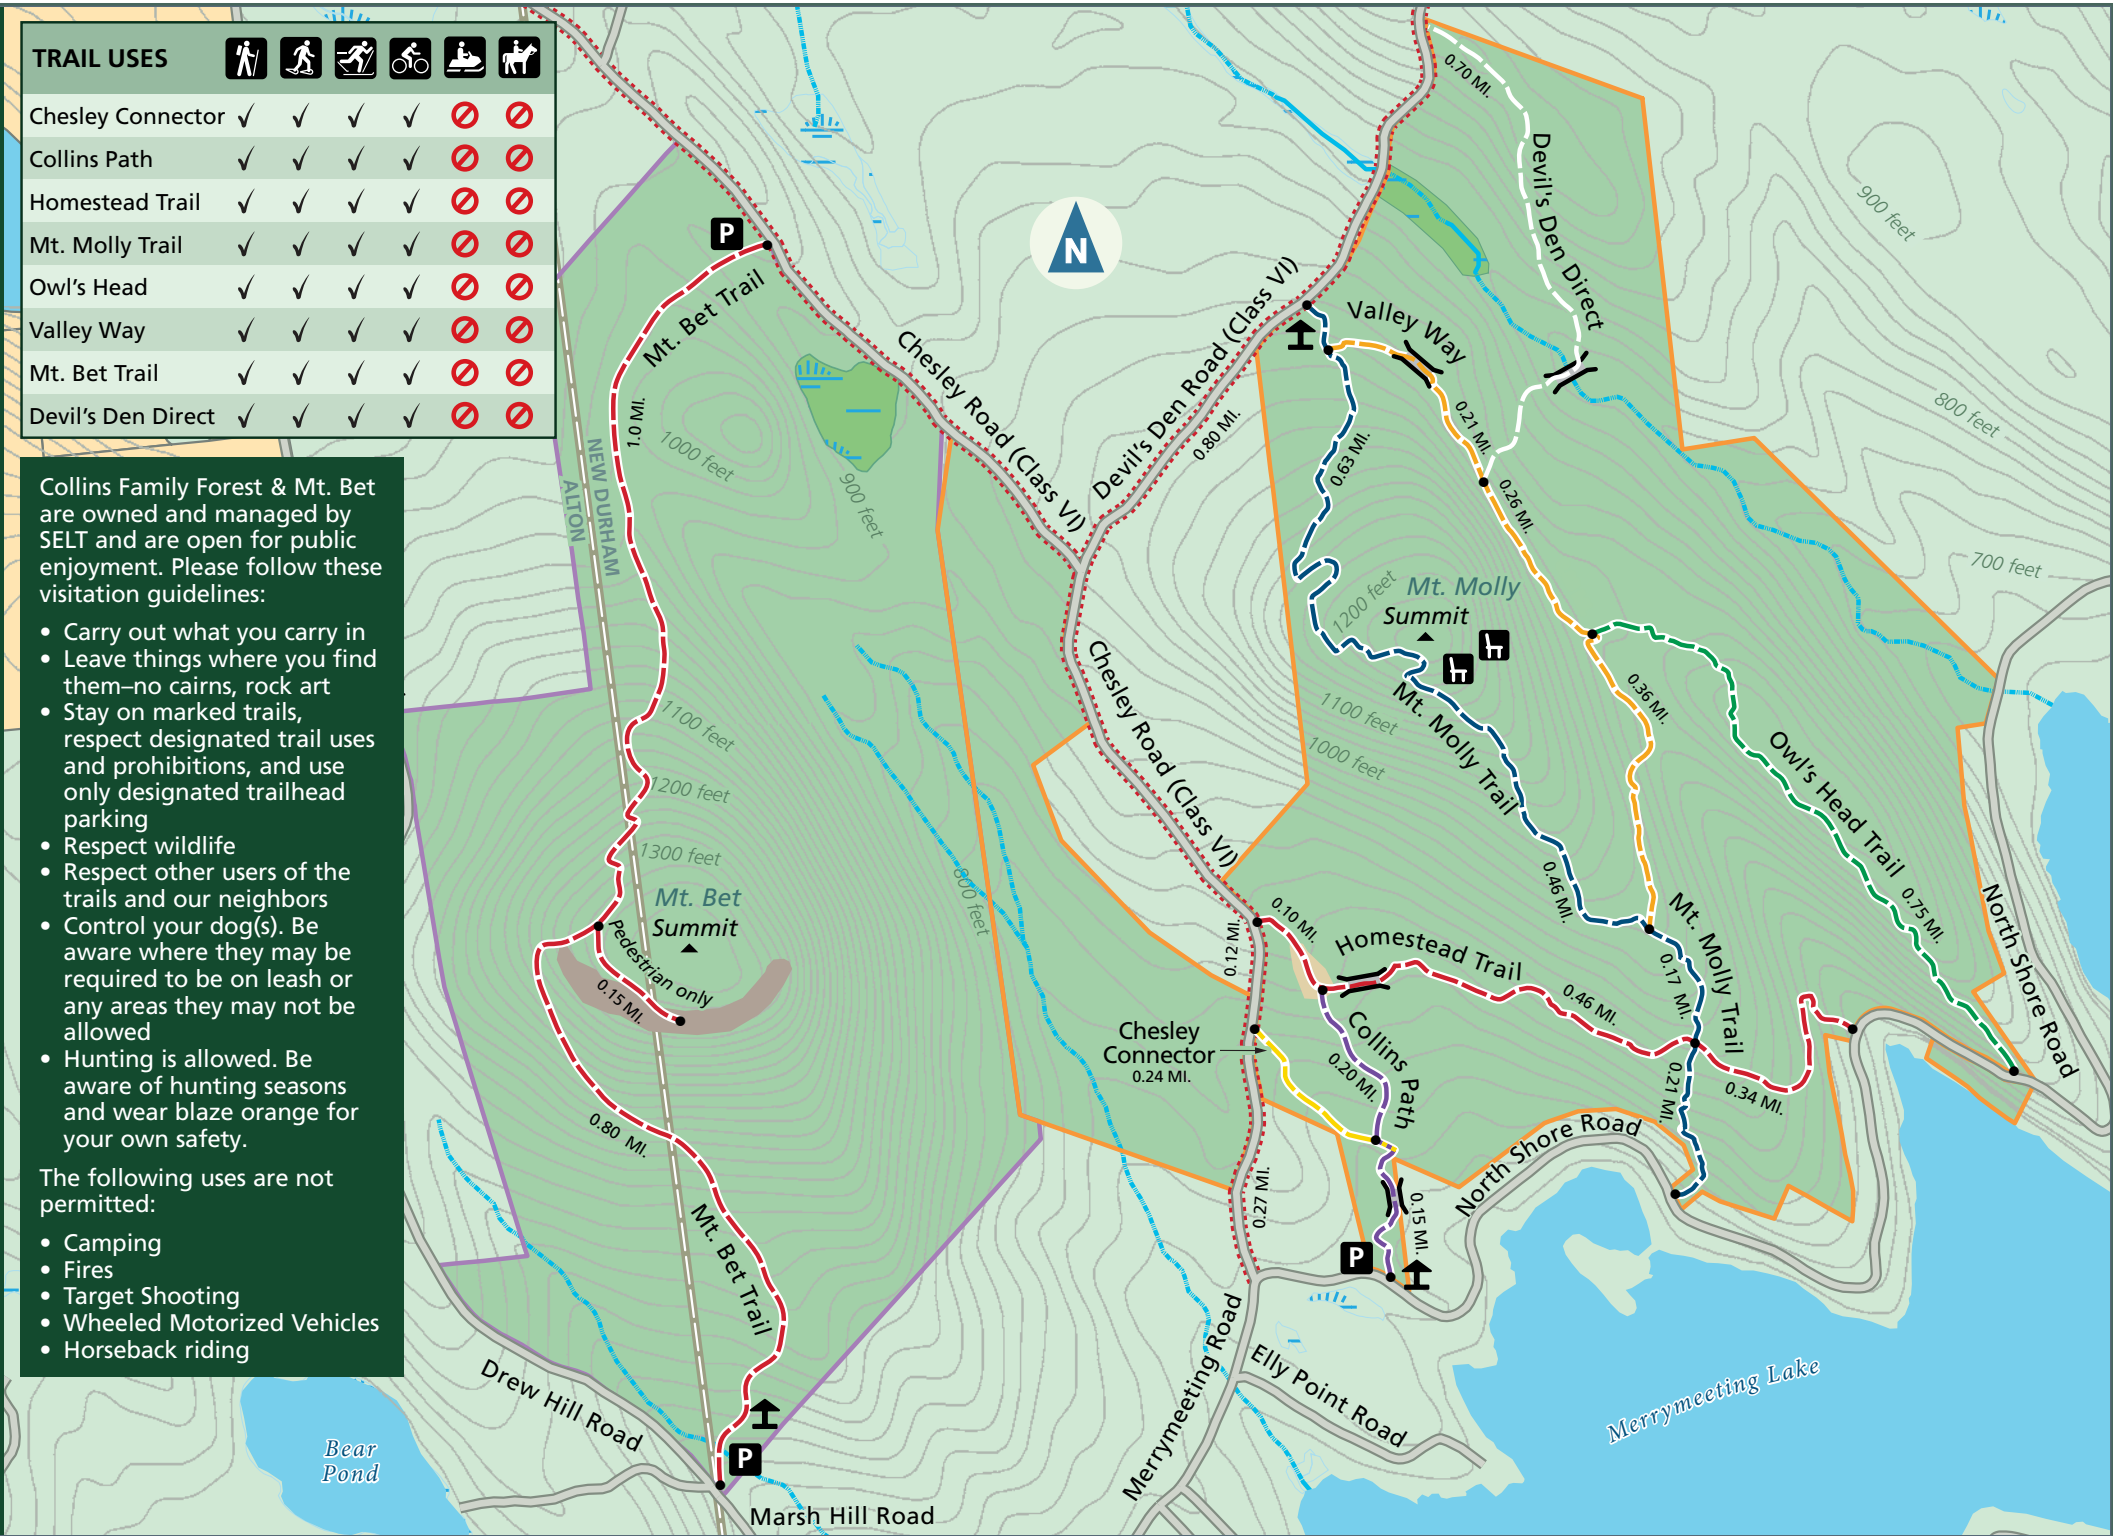 TRAIL USES
Chesley Connector
Collins Path
Homestead Trail
Mt. Molly Trail
Owl's Head
Valley Way
Mt. Bet Trail
Devil's Den Direct
Collins Family Forest & Mt. Bet
are owned and managed by
SELT and are open for public
enjoyment. Please follow these
visitation guidelines:
• Carry out what you carry in
• Leave things where you find
them–no cairns, rock art
• Stay on marked trails,
respect designated trail uses
and prohibitions, and use
only designated trailhead
parking
• Respect wildlife
• Respect other users of the
trails and our neighbors
• Control your dog(s). Be
aware where they may be
required to be on leash or
any areas they may not be
allowed
• Hunting is allowed. Be
aware of hunting seasons
and wear blaze orange for
your own safety.
The following uses are not
permitted:
• Camping
• Fires
• Target Shooting
• Wheeled Motorized Vehicles
• Horseback riding
P
Mt. Bet Trail
1.0 MI.
NEW DURHAM
ALTON
1000 feet
900 feet
1100 feet
1200 feet
1300 feet
Mt. Bet
Summit
Pedestrian only
0.15 MI.
0.80 MI.
Mt. Bet Trail
P
Drew Hill Road
Marsh Hill Road
Bear
Pond
N
Chesley Road (Class VI)
Devil's Den Road (Class VI)
0.80 MI.
Chesley Road (Class VI)
800 feet
0.70 MI.
Devil's Den Direct
Valley Way
0.21 MI.
0.26 MI.
0.63 MI.
Mt. Molly
Summit
1200 feet
1100 feet
1000 feet
Mt. Molly Trail
0.36 MI.
0.46 MI.
Owl's Head Trail
0.75 MI.
900 feet
800 feet
700 feet
North Shore Road
0.10 MI.
0.12 MI.
Homestead Trail
0.46 MI.
0.17 MI.
Mt. Molly Trail
0.34 MI.
0.21 MI.
Chesley
Connector
0.24 MI.
Collins Path
0.20 MI.
0.27 MI.
0.15 MI.
P
North Shore Road
Merrymeeting Road
Elly Point Road
Merrymeeting Lake